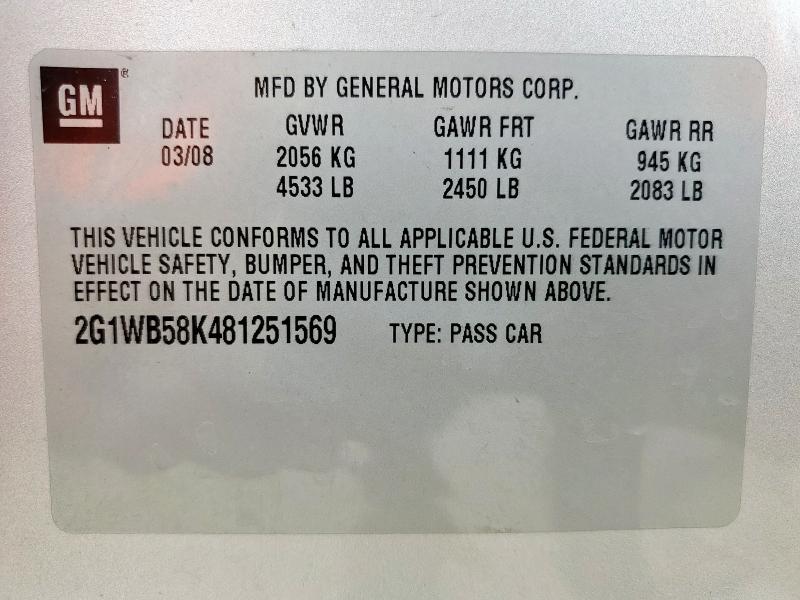 GM ®
MFD BY GENERAL MOTORS CORP.
DATE GVWR GAWR FRT GAWR RR
03/08 2056 KG 1111 KG 945 KG
4533 LB 2450 LB 2083 LB
THIS VEHICLE CONFORMS TO ALL APPLICABLE U.S. FEDERAL MOTOR
VEHICLE SAFETY, BUMPER, AND THEFT PREVENTION STANDARDS IN
EFFECT ON THE DATE OF MANUFACTURE SHOWN ABOVE.
2G1WB58K481251569 TYPE: PASS CAR